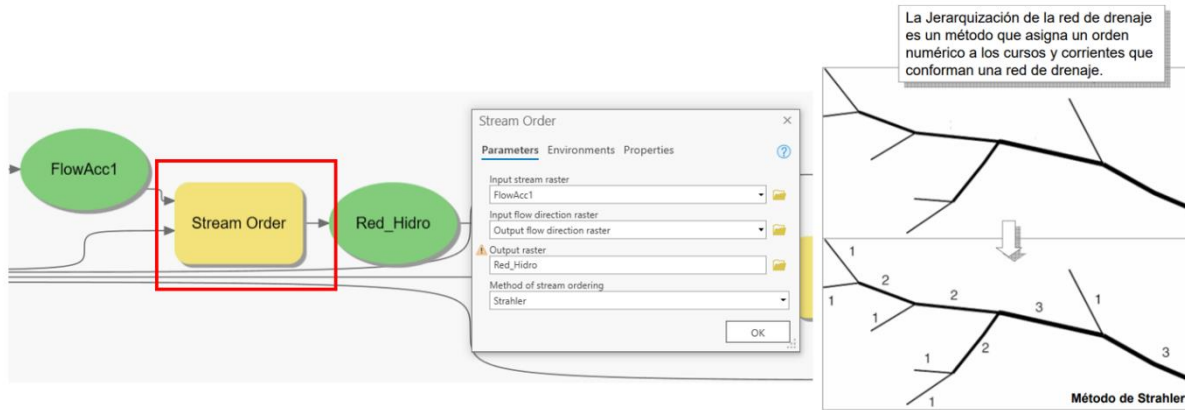 La Jerarquización de la red de drenaje
es un método que asigna un orden
numérico a los cursos y corrientes que
conforman una red de drenaje.
FlowAcc1
Stream Order
Red_Hidro
Stream Order
Parameters Environments Properties
Input stream raster
FlowAcc1
Input flow direction raster
Output flow direction raster
Output raster
Red_Hidro
Method of stream ordering
Strahler
OK
1
2
1
2
3
1
1
1
2
3
1
Método de Strahler